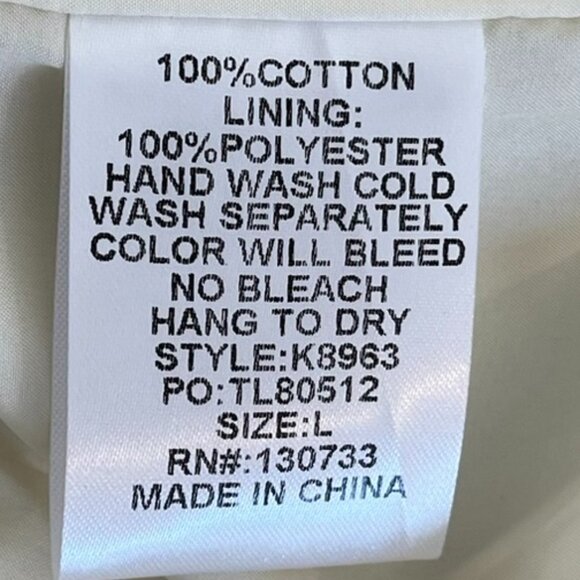 100%COTTON
LINING:
100%POLYESTER
HAND WASH COLD
WASH SEPARATELY
COLOR WILL BLEED
NO BLEACH
HANG TO DRY
STYLE:K8963
PO:TL80512
SIZE:L
RN#:130733
MADE IN CHINA